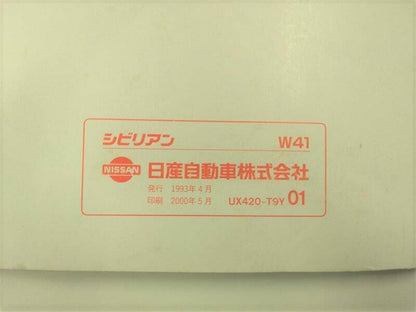 シビリアン W41
NISSAN 日産自動車株式会社
発行 1993年4月
印刷 2000年5月 UX420-T9Y 01